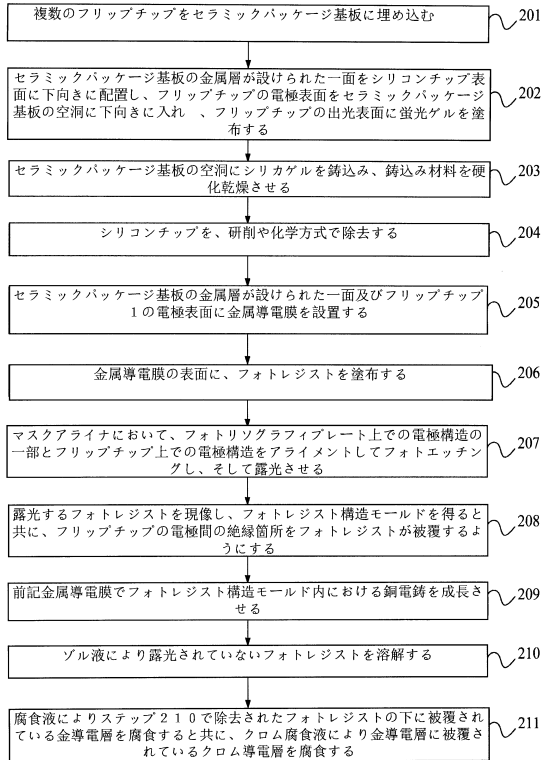 複数のフリップチップをセラミックパッケージ基板に埋め込む
201
セラミックパッケージ基板の金属層が設けられた一面をシリコンチップ表
面に下向きに配置し、フリップチップの電極表面をセラミックパッケージ
基板の空洞に下向きに入れ 、フリップチップの出光表面に蛍光ゲルを塗
布する
202
セラミックパッケージ基板の空洞にシリカゲルを鋳込み、鋳込み材料を硬
化乾燥させる
203
シリコンチップを、研削や化学方式で除去する
204
セラミックパッケージ基板の金属層が設けられた一面及びフリップチップ
1の電極表面に金属導電膜を設置する
205
金属導電膜の表面に、フォトレジストを塗布する
206
マスクアライナにおいて、フォトリソグラフィプレート上での電極構造の
一部とフリップチップ上での電極構造をアライメントしてフォトエッチン
グし、そして露光させる
207
露光するフォトレジストを現像し、フォトレジスト構造モールドを得ると
共に、フリップチップの電極間の絶縁箇所をフォトレジストが被覆するよ
うにする
208
前記金属導電膜でフォトレジスト構造モールド内における銅電鋳を成長さ
せる
209
ゾル液により露光されていないフォトレジストを溶解する
210
腐食液によりステップ210で除去されたフォトレジストの下に被覆され
ている金導電層を腐食すると共に、クロム腐食液により金導電層に被覆さ
れているクロム導電層を腐食する
211